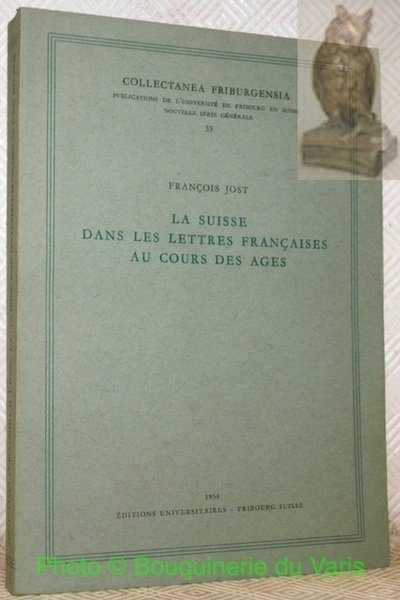 COLLECTANEA FRIBURGENSIA
PUBLICATIONS DE L'UNIVERSITÉ DE FRIBOURG EN SUISSE
NOUVELLE SÉRIE GÉNÉRALE
33
FRANÇOIS JOST
LA SUISSE
DANS LES LETTRES FRANÇAISES
AU COURS DES AGES
1956
ÉDITIONS UNIVERSITAIRES - FRIBOURG SUISSE
Photo © Bouquinerie du Varis